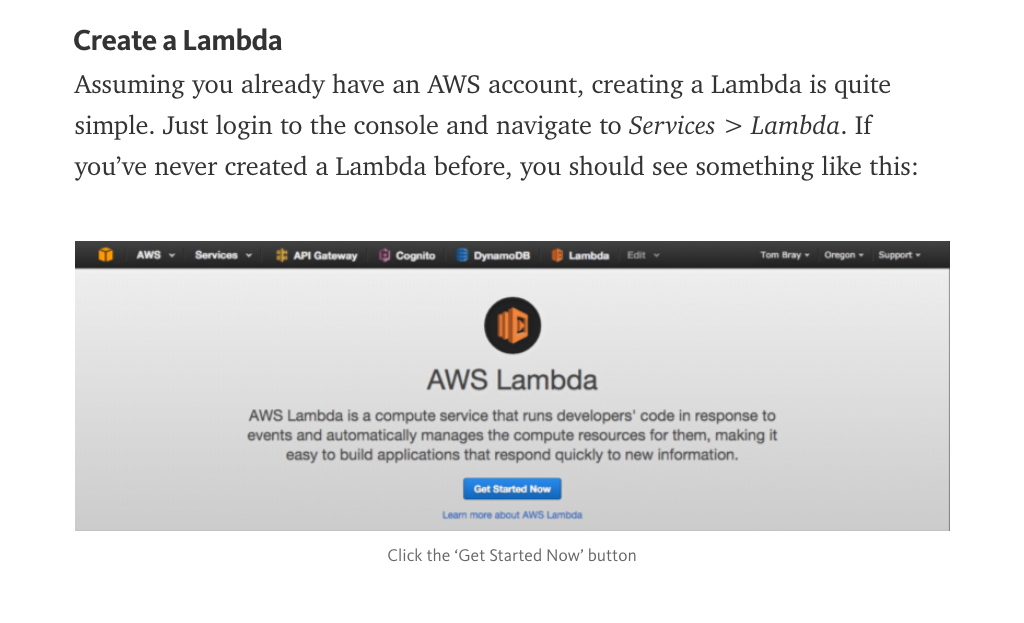 Create a Lambda
Assuming you already have an AWS account, creating a Lambda is quite
simple. Just login to the console and navigate to Services > Lambda. If
you’ve never created a Lambda before, you should see something like this:
AWS Services API Gateway Cognito DynamoDB Lambda Edit Tom Bray Oregon Support
AWS Lambda
AWS Lambda is a compute service that runs developers' code in response to
events and automatically manages the compute resources for them, making it
easy to build applications that respond quickly to new information.
Get Started Now
Learn more about AWS Lambda
Click the ‘Get Started Now’ button